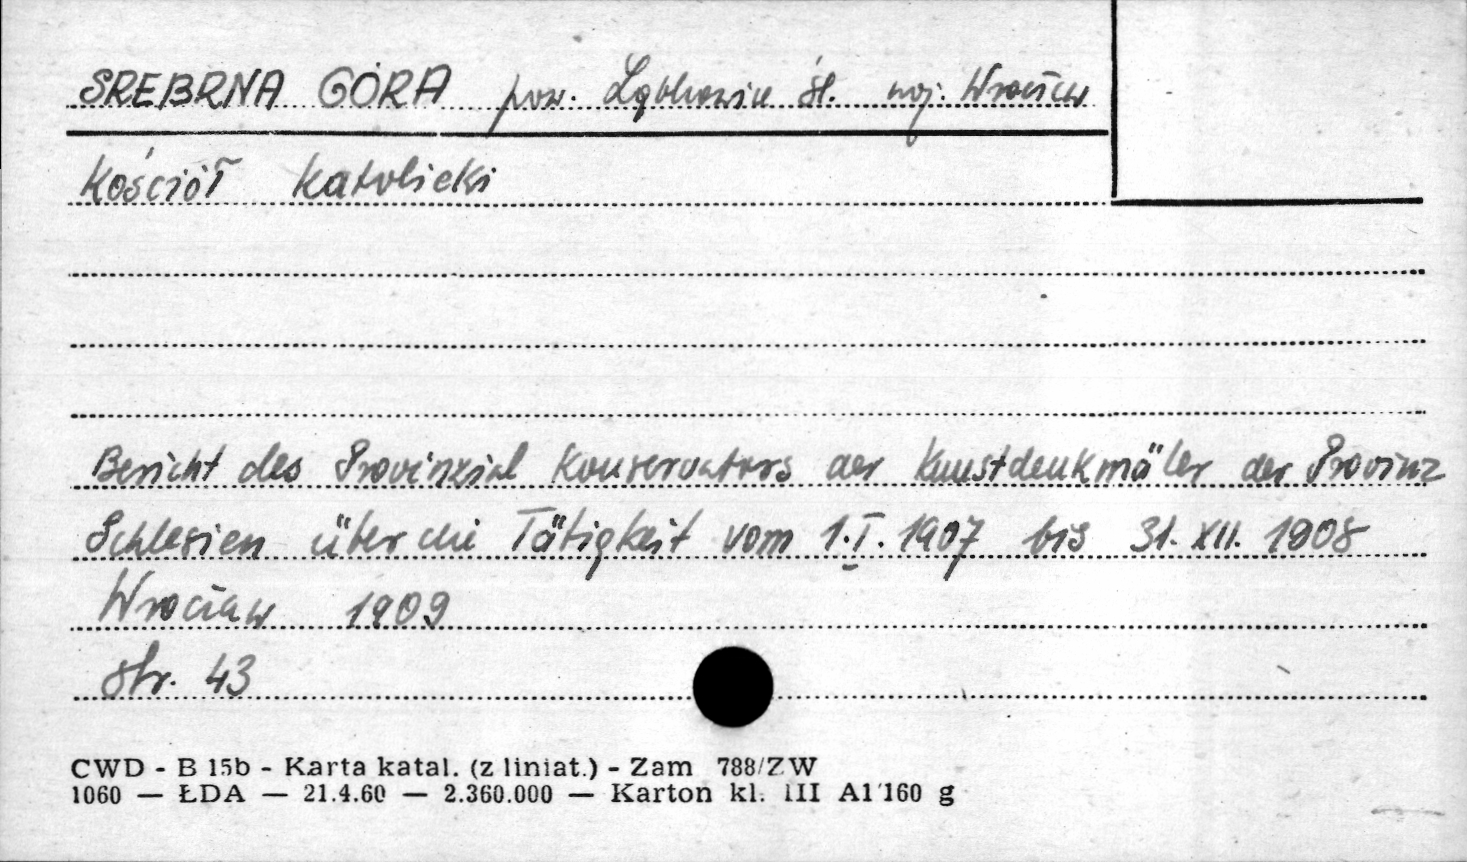 SREBRNA GÓRA pow. Ząbkowice śl. woj. Wrocław
Kościół katolicki
Bericht des Provinzial Konservators der Kunstdenkmäler der Provinz
Schlesien über die Tätigkeit vom 1.I.1907 bis 31.XII.1908
Wrocław 1909
str. 43
CWD - B 15b - Karta katal. (z liniat.) - Zam 788/ZW
1060 — ŁDA — 21.4.60 — 2.360.000 — Karton kl. III A1 160 g